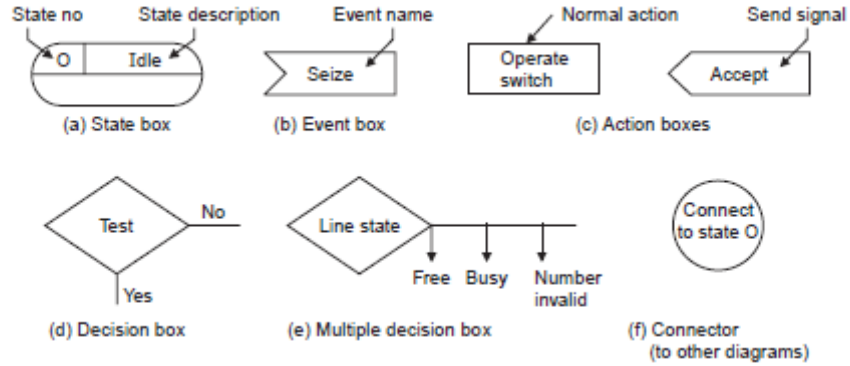 State no State description Event name Normal action Send signal
O Idle Seize Operate Accept
switch
(a) State box (b) Event box (c) Action boxes
Test No Line state Connect
to state O
Yes Free Busy Number
invalid
(d) Decision box (e) Multiple decision box (f) Connector
(to other diagrams)